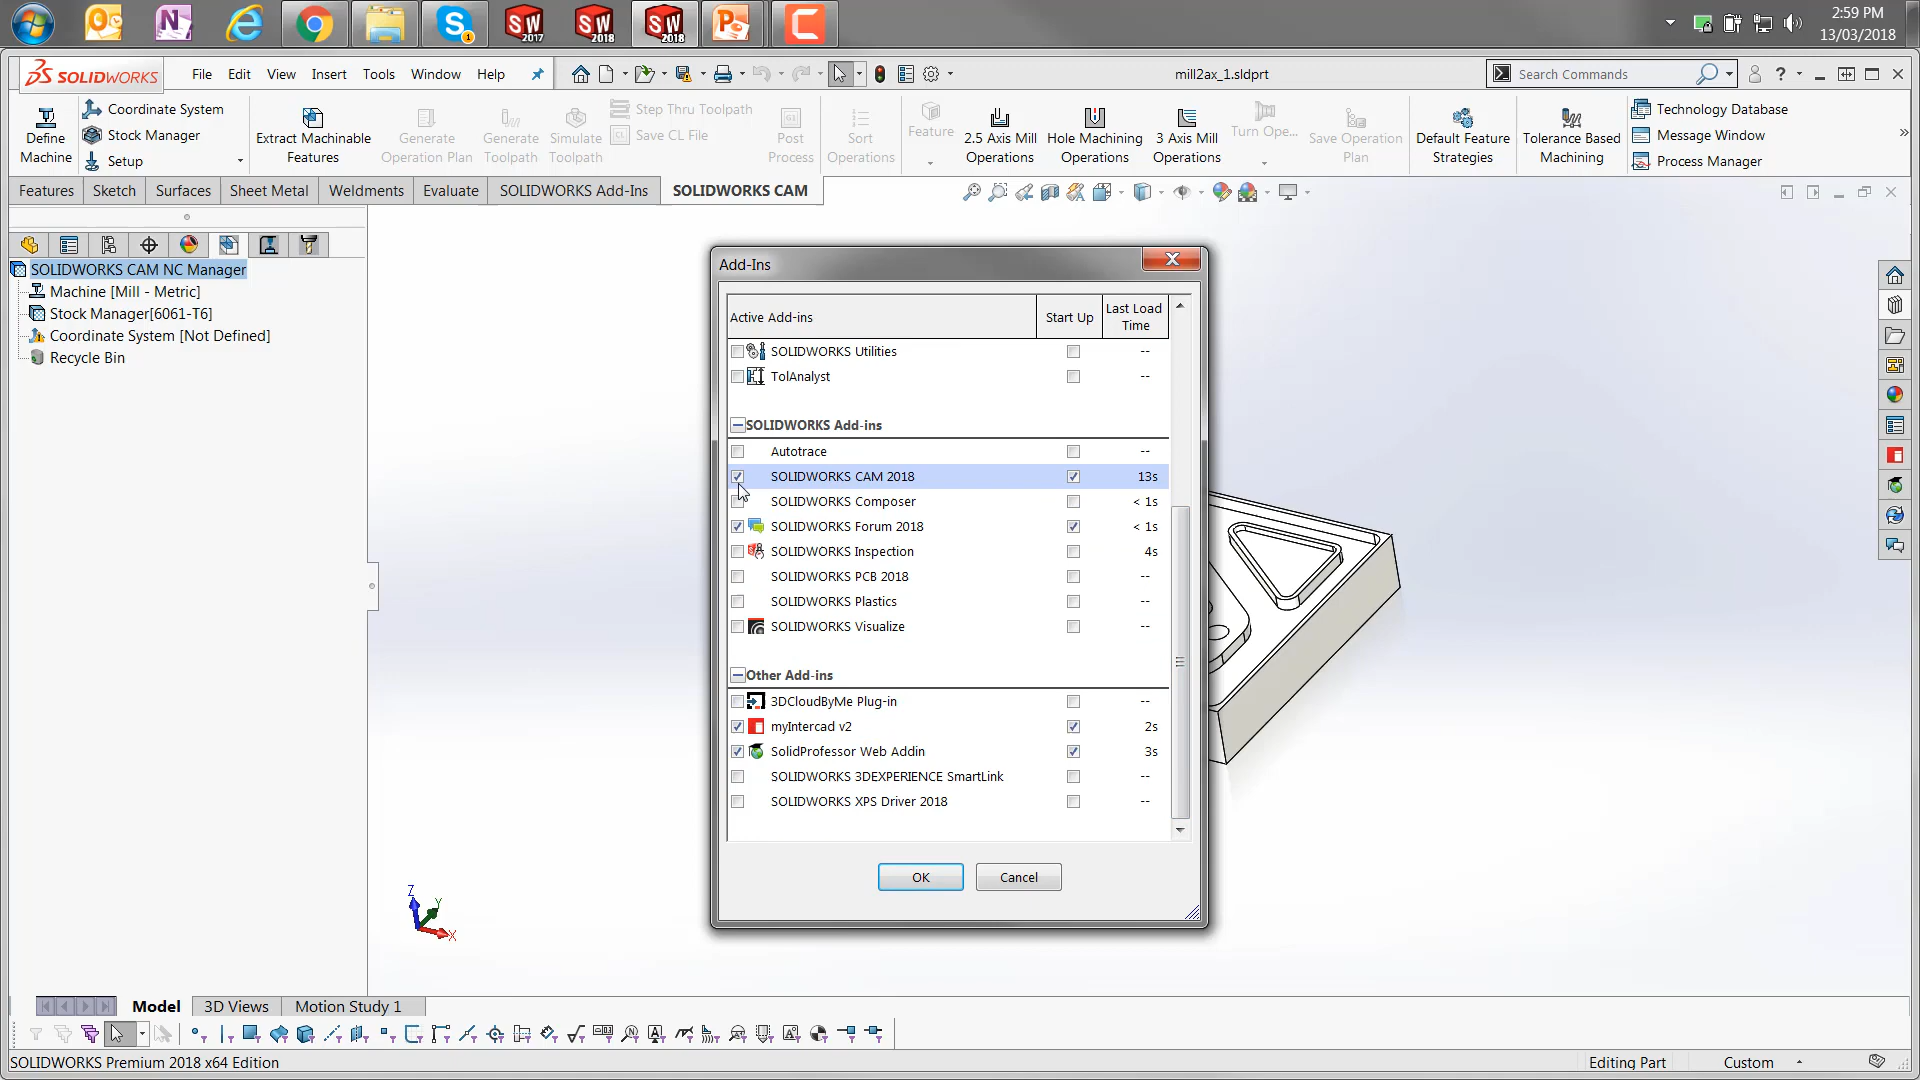 2:59 PM
13/03/2018
SW 2017
SW 2018
SW 2018
SOLIDWORKS
File Edit View Insert Tools Window Help
mill2ax_1.sldprt
Search Commands
Define Machine
Coordinate System
Stock Manager
Setup
Extract Machinable Features
Generate Operation Plan
Generate Toolpath
Simulate Toolpath
Step Thru Toolpath
Save CL File
Post Process
Sort Operations
Feature
2.5 Axis Mill Operations
Hole Machining Operations
3 Axis Mill Operations
Turn Ope...
Save Operation Plan
Default Feature Strategies
Tolerance Based Machining
Technology Database
Message Window
Process Manager
Features Sketch Surfaces Sheet Metal Weldments Evaluate SOLIDWORKS Add-Ins SOLIDWORKS CAM
SOLIDWORKS CAM NC Manager
Machine [Mill - Metric]
Stock Manager[6061-T6]
Coordinate System [Not Defined]
Recycle Bin
Add-Ins
Active Add-ins Start Up Last Load Time
SOLIDWORKS Utilities --
TolAnalyst --
SOLIDWORKS Add-ins
Autotrace --
SOLIDWORKS CAM 2018 13s
SOLIDWORKS Composer < 1s
SOLIDWORKS Forum 2018 < 1s
SOLIDWORKS Inspection 4s
SOLIDWORKS PCB 2018 --
SOLIDWORKS Plastics --
SOLIDWORKS Visualize --
Other Add-ins
3DCloudByMe Plug-in --
myIntercad v2 2s
SolidProfessor Web Addin 3s
SOLIDWORKS 3DEXPERIENCE SmartLink --
SOLIDWORKS XPS Driver 2018 --
OK Cancel
Z
Y
X
Model 3D Views Motion Study 1
SOLIDWORKS Premium 2018 x64 Edition Editing Part Custom